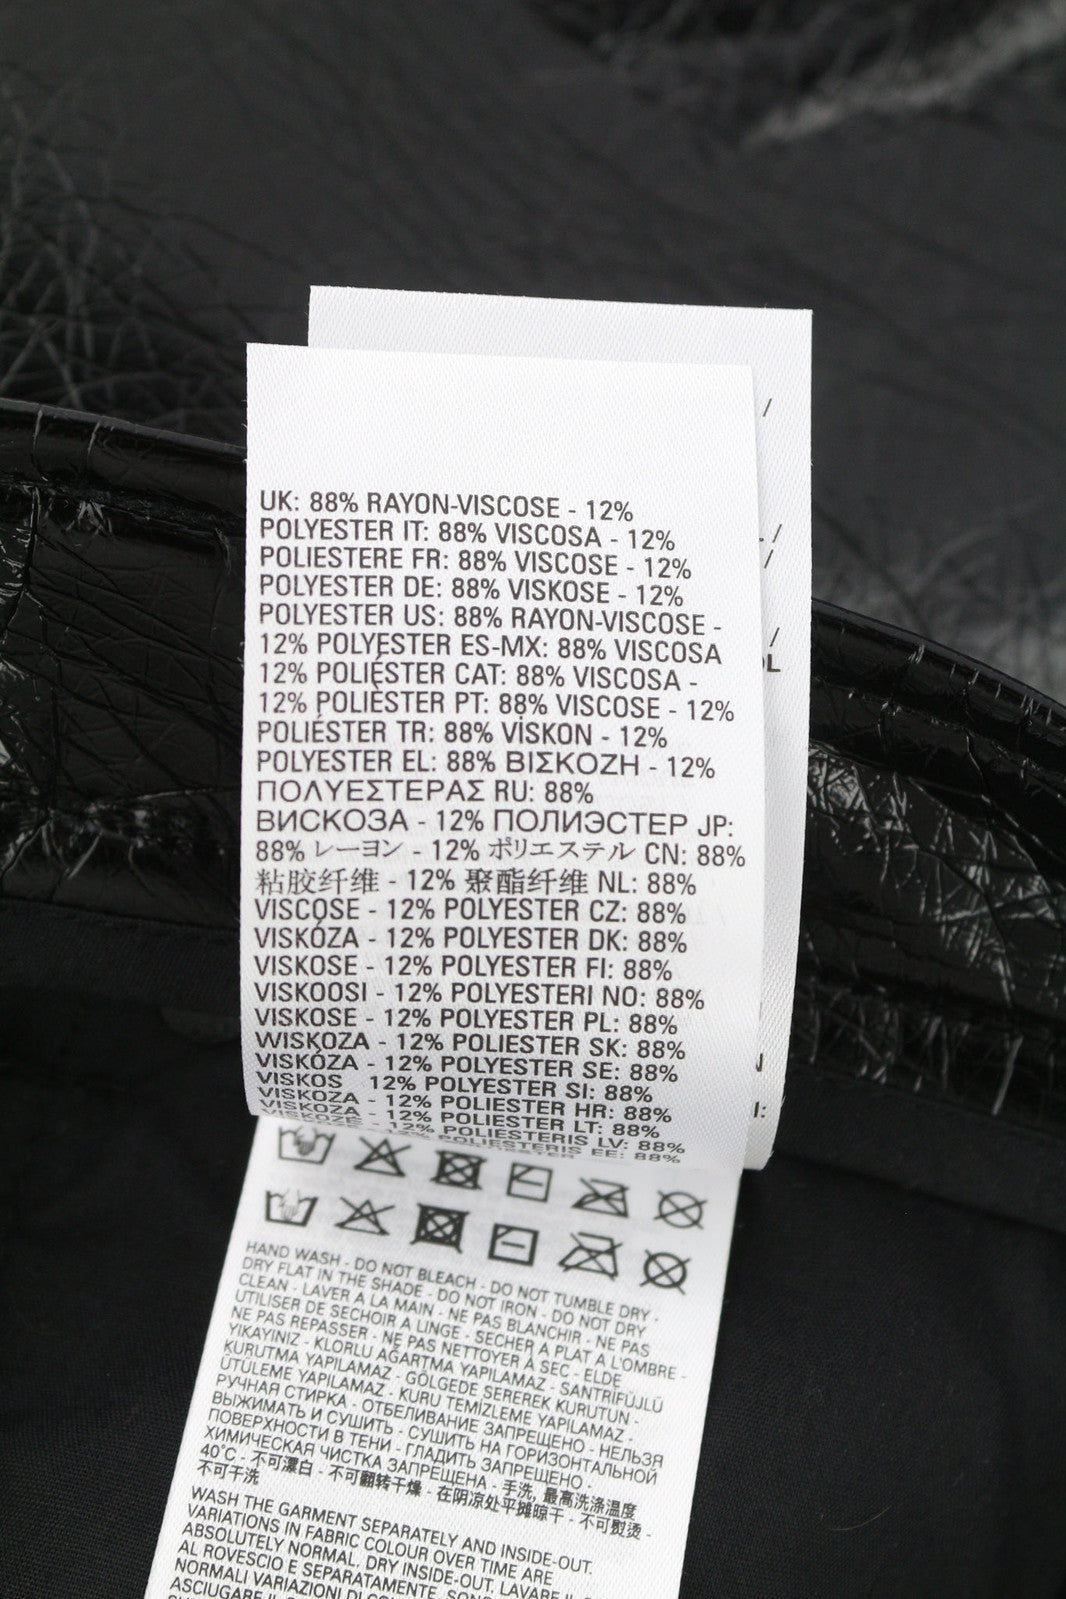 UK: 88% RAYON-VISCOSE - 12%
POLYESTER IT: 88% VISCOSA - 12%
POLIESTERE FR: 88% VISCOSE - 12%
POLYESTER DE: 88% VISKOSE - 12%
POLYESTER US: 88% RAYON-VISCOSE -
12% POLYESTER ES-MX: 88% VISCOSA
12% POLIÉSTER CAT: 88% VISCOSA -
12% POLIÈSTER PT: 88% VISCOSE - 12%
POLIÉSTER TR: 88% VİSKON - 12%
POLYESTER EL: 88% ΒΙΣΚΟΖΗ - 12%
ΠΟΛΥΕΣΤΕΡΑΣ RU: 88%
ВИСКОЗА - 12% ПОЛИЭСТЕР JP:
88% レーヨン - 12% ポリエステル CN: 88%
粘胶纤维 - 12% 聚酯纤维 NL: 88%
VISCOSE - 12% POLYESTER CZ: 88%
VISKÓZA - 12% POLYESTER DK: 88%
VISKOSE - 12% POLYESTER FI: 88%
VISKOOSI - 12% POLYESTERI NO: 88%
VISKOSE - 12% POLYESTER PL: 88%
WISKOZA - 12% POLIESTER SK: 88%
VISKÓZA - 12% POLYESTER SE: 88%
VISKOS 12% POLYESTER SI: 88%
VISKOZA - 12% POLIESTER HR: 88%
VISKOZA - 12% POLIESTER LT: 88%
VISKOZE - 12% POLIESTERIS LV: 88%
12% POLIESTERIS EE: 88%
HAND WASH - DO NOT BLEACH - DO NOT TUMBLE DRY -
DRY FLAT IN THE SHADE - DO NOT IRON - DO NOT DRY
CLEAN - LAVER A LA MAIN - NE PAS BLANCHIR - NE PAS
UTILISER DE SECHOIR A LINGE - SECHER A PLAT A L'OMBRE -
NE PAS REPASSER - NE PAS NETTOYER À SEC - ELDE
YIKAYINIZ - KLORLU AĞARTMA YAPILAMAZ - SANTRİFÜJLÜ
KURUTMA YAPILAMAZ - GÖLGEDE SEREREK KURUTUN -
ÜTÜLEME YAPILAMAZ - KURU TEMIZLEME YAPILAMAZ -
РУЧНАЯ СТИРКА - ОТБЕЛИВАНИЕ ЗАПРЕЩЕНО - НЕЛЬЗЯ
ВЫЖИМАТЬ И СУШИТЬ - СУШИТЬ НА ГОРИЗОНТАЛЬНОЙ
ПОВЕРХНОСТИ В ТЕНИ - ГЛАДИТЬ ЗАПРЕЩЕНО -
ХИМИЧЕСКАЯ ЧИСТКА ЗАПРЕЩЕНА - 手洗, 最高洗涤温度
40°C - 不可漂白 - 不可翻转干燥 - 在阴凉处平摊晾干 - 不可熨烫 -
不可干洗
WASH THE GARMENT SEPARATELY AND INSIDE-OUT.
VARIATIONS IN FABRIC COLOUR OVER TIME ARE
ABSOLUTELY NORMAL. DRY INSIDE-OUT. LAVARE IL
AL ROVESCIO E SEPARATAMENTE. SONO
NORMALI VARIAZIONI DI
ASCIUGARE IL